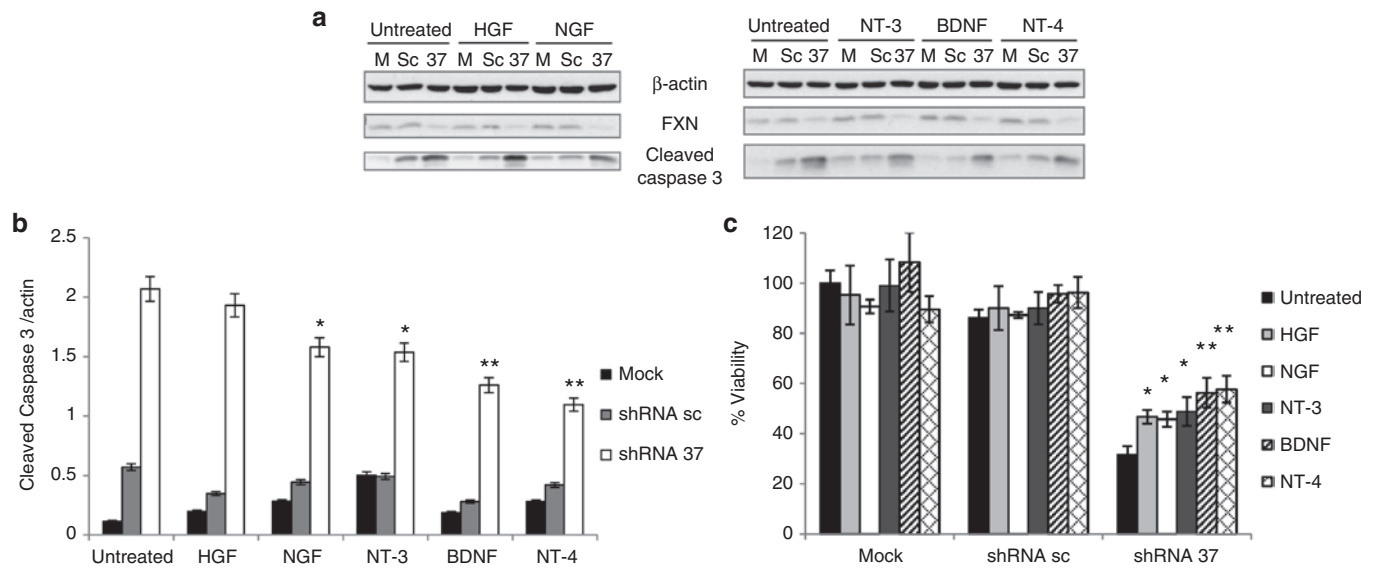 a
Untreated HGF NGF
M Sc 37 M Sc 37 M Sc 37
Untreated NT-3 BDNF NT-4
M Sc 37 M Sc 37 M Sc 37 M Sc 37
β-actin
FXN
Cleaved
caspase 3
b
Cleaved Caspase 3 /actin
2.5
2
1.5
1
0.5
0
* * ** **
Untreated HGF NGF NT-3 BDNF NT-4
Mock
shRNA sc
shRNA 37
c
% Viability
120
100
80
60
40
20
0
* * * ** **
Mock shRNA sc shRNA 37
Untreated
HGF
NGF
NT-3
BDNF
NT-4